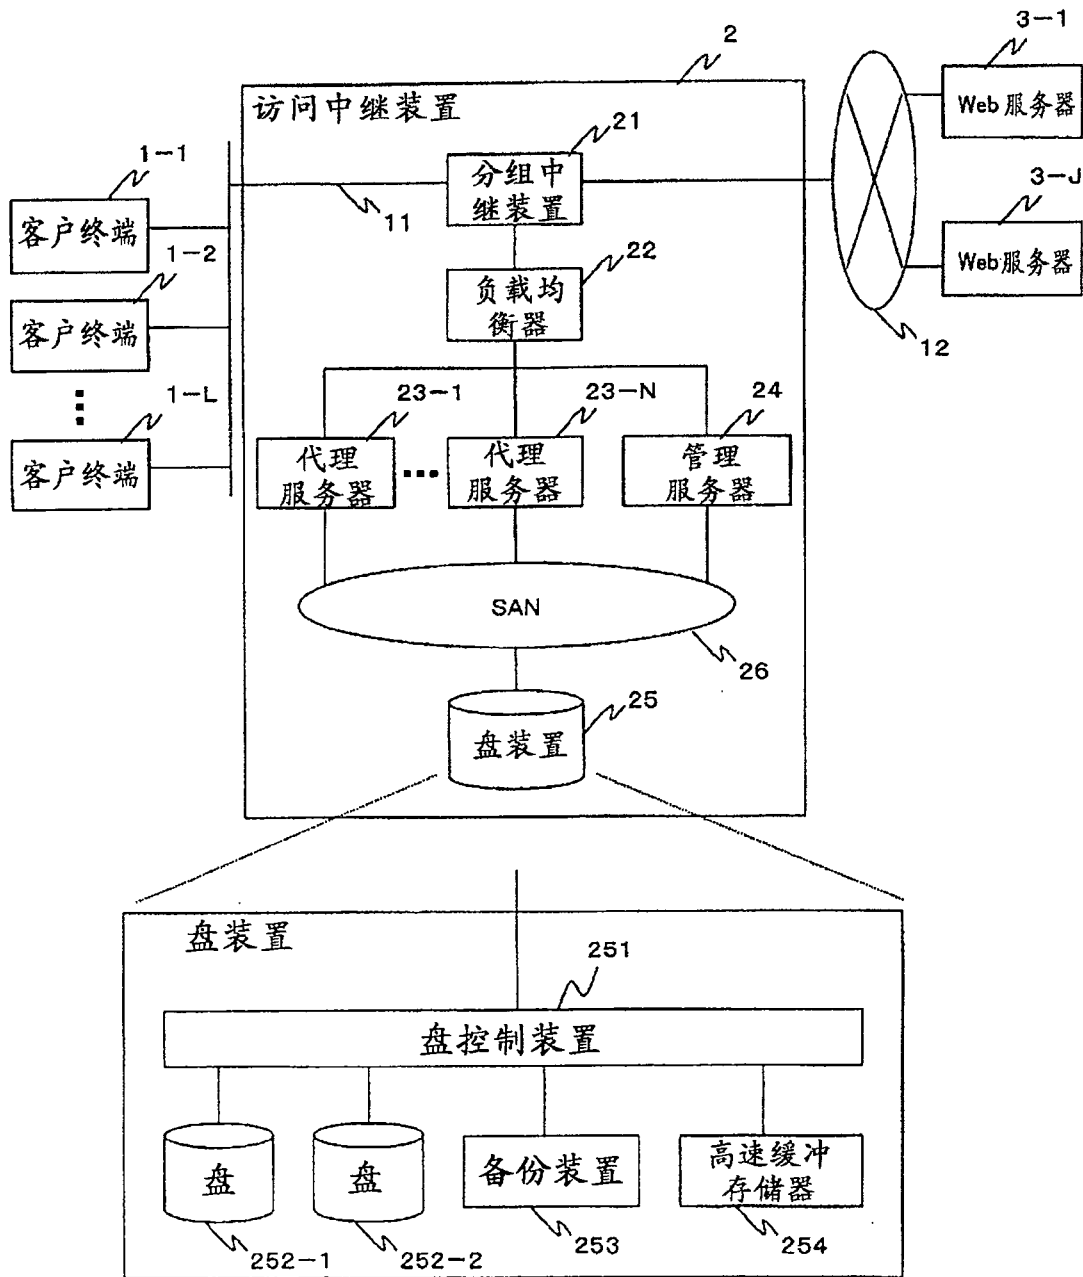 2
3-1
访问中继装置
Web服务器
21
1-1
分组中
继装置
3-J
11
客户终端
Web服务器
1-2
22
负载均
衡器
客户终端
12
1-L
23-1
23-N
24
客户终端
代理
服务器
代理
服务器
管理
服务器
SAN
26
25
盘装置
盘装置
251
盘控制装置
盘
盘
备份装置
高速缓冲
存储器
252-1
252-2
253
254